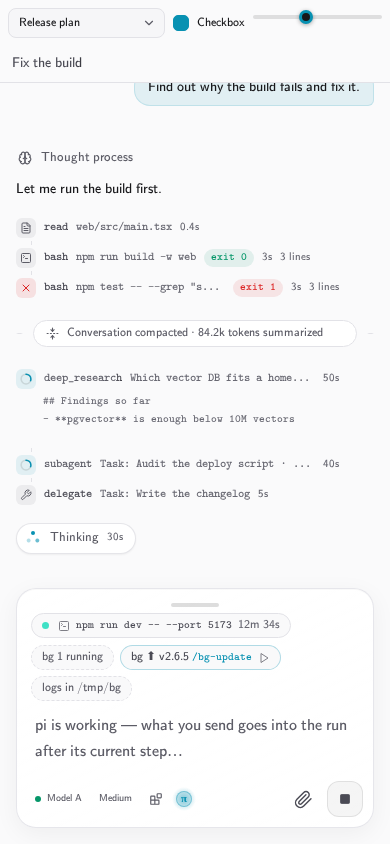 Release plan
Checkbox
Fix the build
Find out why the build fails and fix it.
Thought process
Let me run the build first.
read web/src/main.tsx 0.4s
bash npm run build -w web exit 0 3s 3 lines
bash npm test -- --grep "s... exit 1 3s 3 lines
Conversation compacted · 84.2k tokens summarized
deep_research Which vector DB fits a home... 50s
## Findings so far
- **pgvector** is enough below 10M vectors
subagent Task: Audit the deploy script · ... 40s
delegate Task: Write the changelog 5s
Thinking 30s
npm run dev -- --port 5173 12m 34s
bg 1 running
bg ⬆ v2.6.5 /bg-update
logs in /tmp/bg
pi is working — what you send goes into the run
after its current step...
Model A Medium π